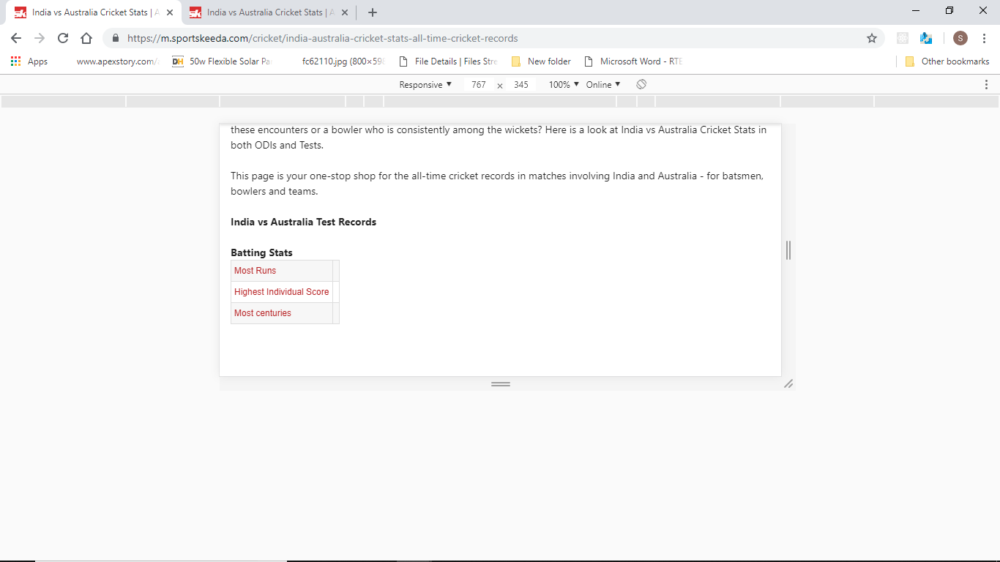 India vs Australia Cricket Stats | A
India vs Australia Cricket Stats | A
https://m.sportskeeda.com/cricket/india-australia-cricket-stats-all-time-cricket-records
S
Apps www.apexstory.com/ 50w Flexible Solar Pa fc62110.jpg (800×598 File Details | Files Stre New folder Microsoft Word - RTE Other bookmarks
Responsive ▼ 767 × 345 100% ▼ Online ▼
these encounters or a bowler who is consistently among the wickets? Here is a look at India vs Australia Cricket Stats in
both ODIs and Tests.
This page is your one-stop shop for the all-time cricket records in matches involving India and Australia - for batsmen,
bowlers and teams.
India vs Australia Test Records
Batting Stats
Most Runs
Highest Individual Score
Most centuries